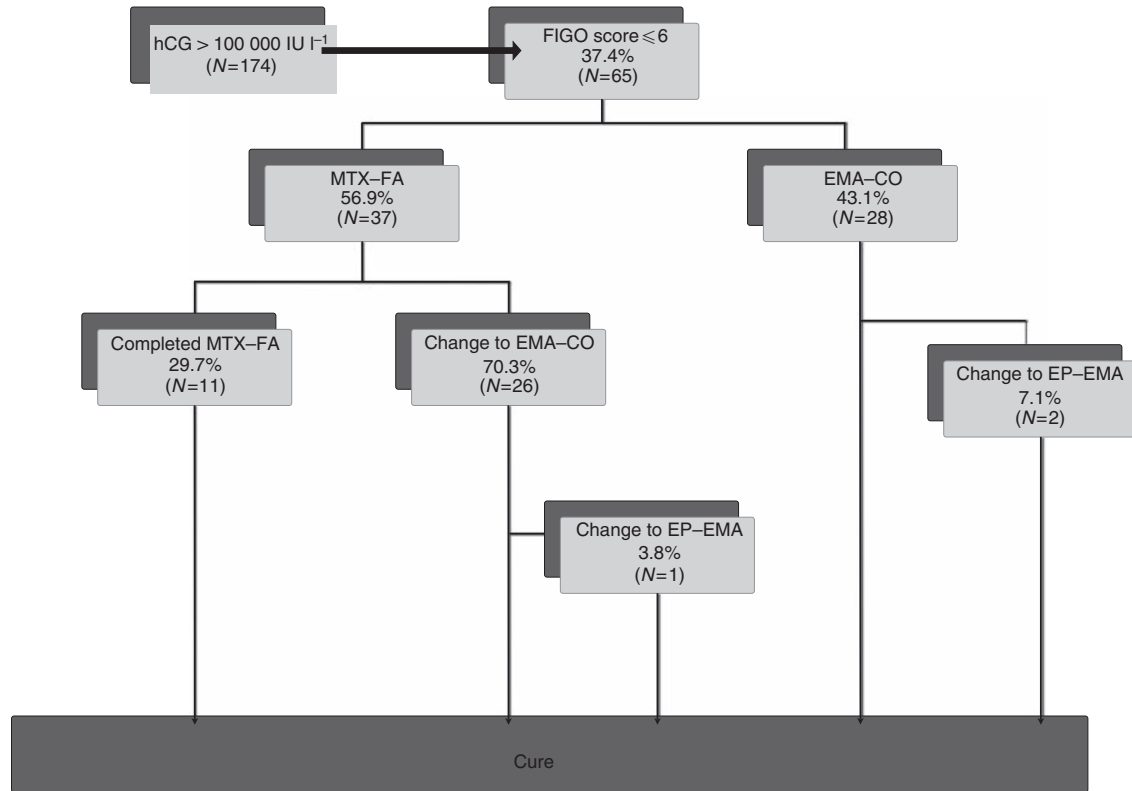 hCG > 100 000 IU l⁻¹
(N=174)
FIGO score ⩽ 6
37.4%
(N=65)
MTX–FA
56.9%
(N=37)
EMA–CO
43.1%
(N=28)
Completed MTX–FA
29.7%
(N=11)
Change to EMA–CO
70.3%
(N=26)
Change to EP–EMA
7.1%
(N=2)
Change to EP–EMA
3.8%
(N=1)
Cure